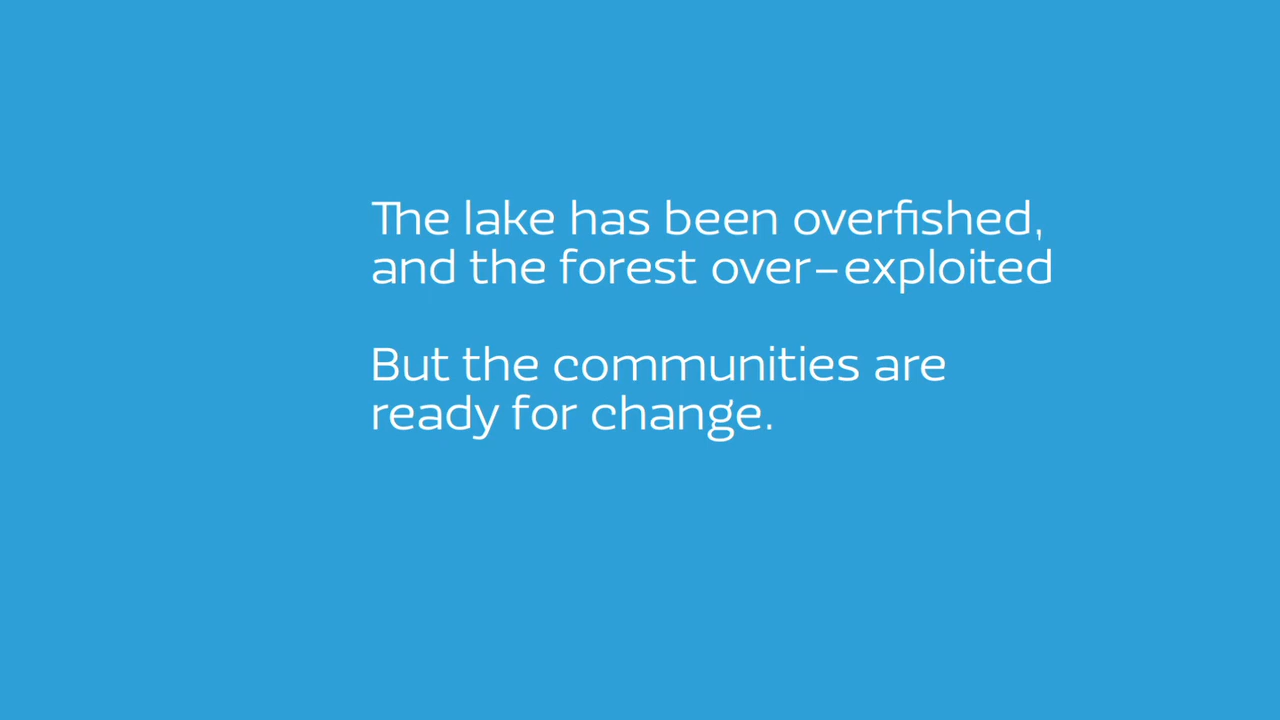 The lake has been overfished,
and the forest over-exploited
But the communities are
ready for change.